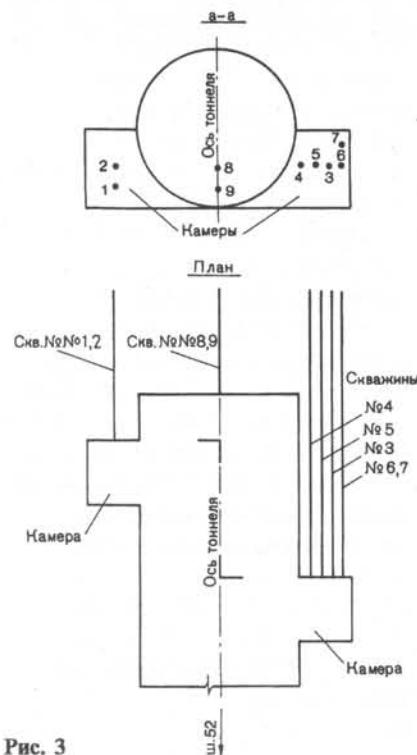 а-а
Ось тоннеля
7
2
8
4
5
3
6
1
9
Камеры
План
Скв.№№1,2
Скв.№№8,9
Скважины
№4
№5
№3
№6,7
Камера
Ось тоннеля
Камера
ш.52
Рис. 3